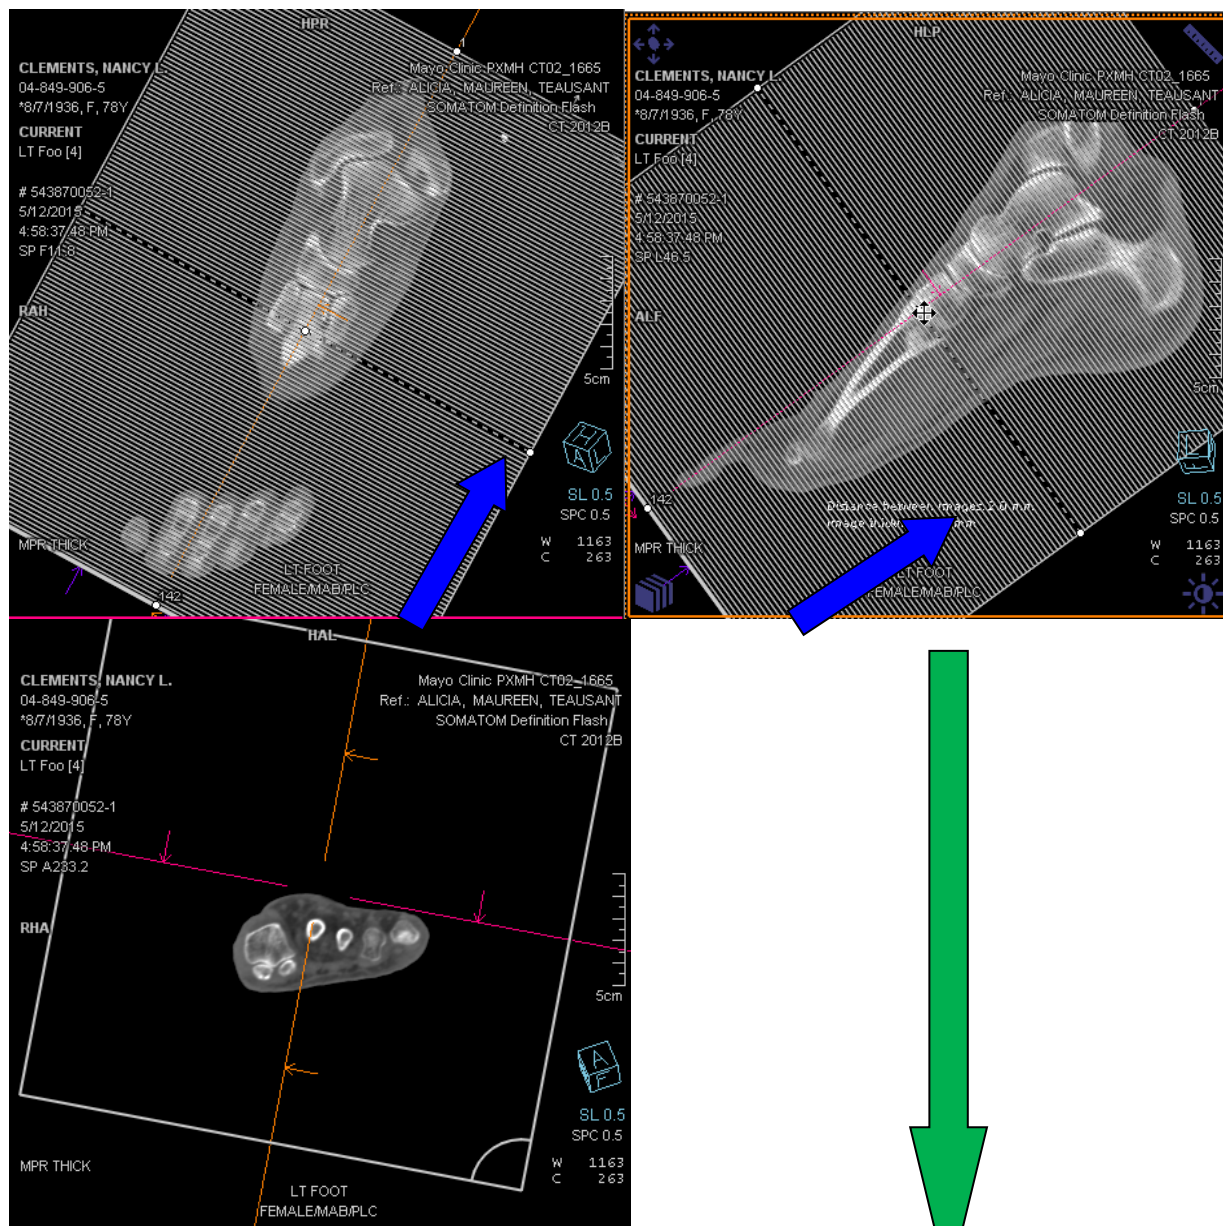 HPR
CLEMENTS, NANCY L.
04-849-906-5
*8/7/1936, F, 78Y
CURRENT
LT Foo [4]
# 543870052-1
5/12/2015
4:58:37.48 PM
SP F11.8
1
Mayo Clinic PXMH CT02_1665
Ref.: ALICIA, MAUREEN, TEAUSANT
SOMATOM Definition Flash
CT 2012B
RAH
5cm
H
A
SL 0.5
SPC 0.5
W 1163
C 263
MPR THICK
142
LT FOOT
FEMALE/MAB/PLC
HLP
CLEMENTS, NANCY L.
04-849-906-5
*8/7/1936, F, 78Y
CURRENT
LT Foo [4]
# 543870052-1
5/12/2015
4:58:37.48 PM
SP L46.5
Mayo Clinic PXMH CT02_1665
Ref.: ALICIA, MAUREEN, TEAUSANT
SOMATOM Definition Flash
CT 2012B
ALF
5cm
L
SL 0.5
SPC 0.5
W 1163
C 263
142
Distance between images: 2.0 mm
Image thick mm
MPR THICK
LT FOOT
FEMALE/MAB/PLC
HAL
CLEMENTS, NANCY L.
04-849-906-5
*8/7/1936, F, 78Y
CURRENT
LT Foo [4]
# 543870052-1
5/12/2015
4:58:37.48 PM
SP A233.2
Mayo Clinic PXMH CT02_1665
Ref.: ALICIA, MAUREEN, TEAUSANT
SOMATOM Definition Flash
CT 2012B
RHA
5cm
A
F
SL 0.5
SPC 0.5
W 1163
C 263
MPR THICK
LT FOOT
FEMALE/MAB/PLC